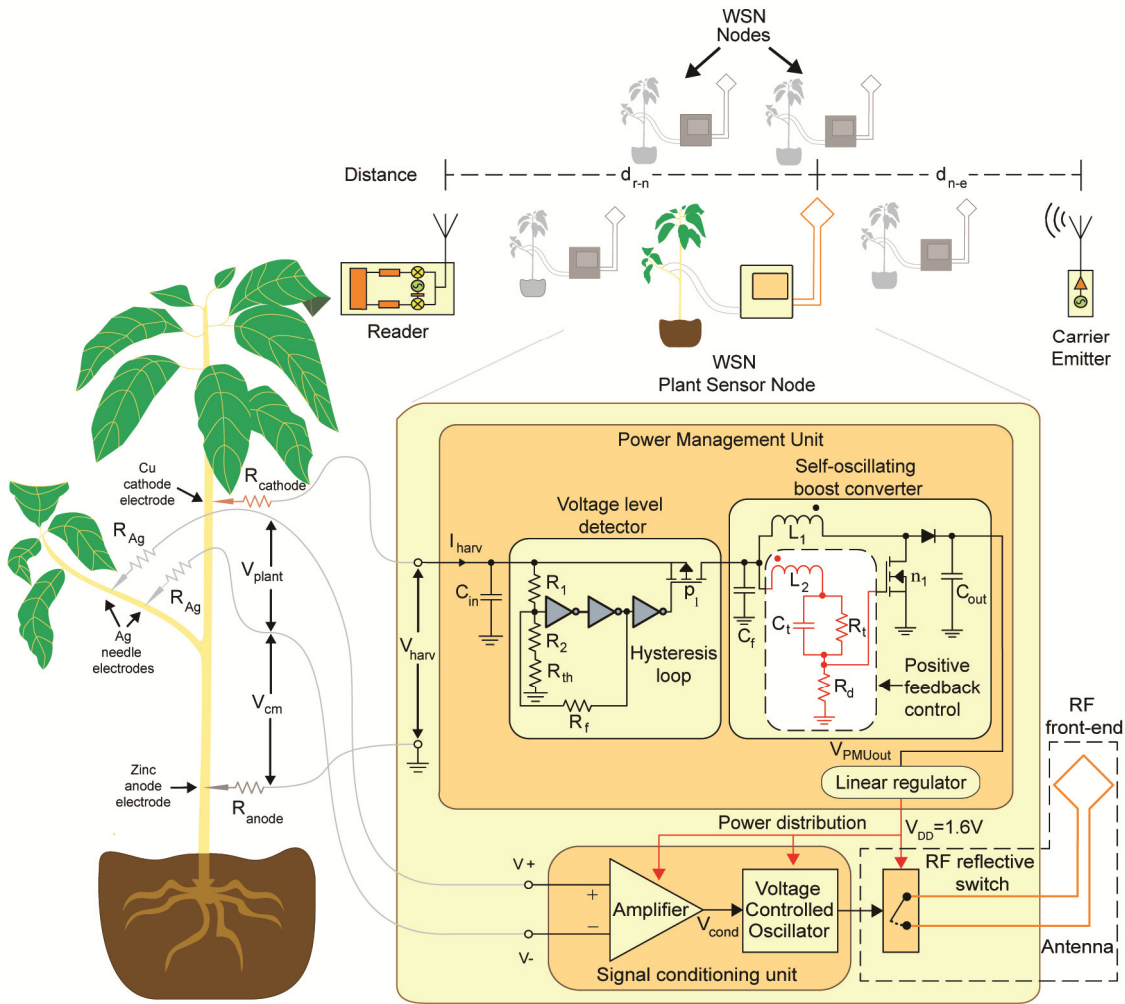 WSN
Nodes
Distance
d_r-n
d_n-e
Reader
WSN
Plant Sensor Node
Carrier
Emitter
Power Management Unit
Cu
cathode
electrode
R_cathode
R_Ag
V_plant
R_Ag
Ag
needle
electrodes
V_cm
Zinc
anode
electrode
R_anode
I_harv
C_in
V_harv
Voltage level
detector
R_1
R_2
R_th
R_f
p_1
Hysteresis
loop
Self-oscillating
boost converter
L_1
L_2
C_f
C_t
R_t
R_d
n_1
C_out
Positive
feedback
control
V_PMUout
Linear regulator
RF
front-end
Power distribution
V_DD=1.6V
V+
V-
+
−
Amplifier
V_cond
Voltage
Controlled
Oscillator
Signal conditioning unit
RF reflective
switch
Antenna